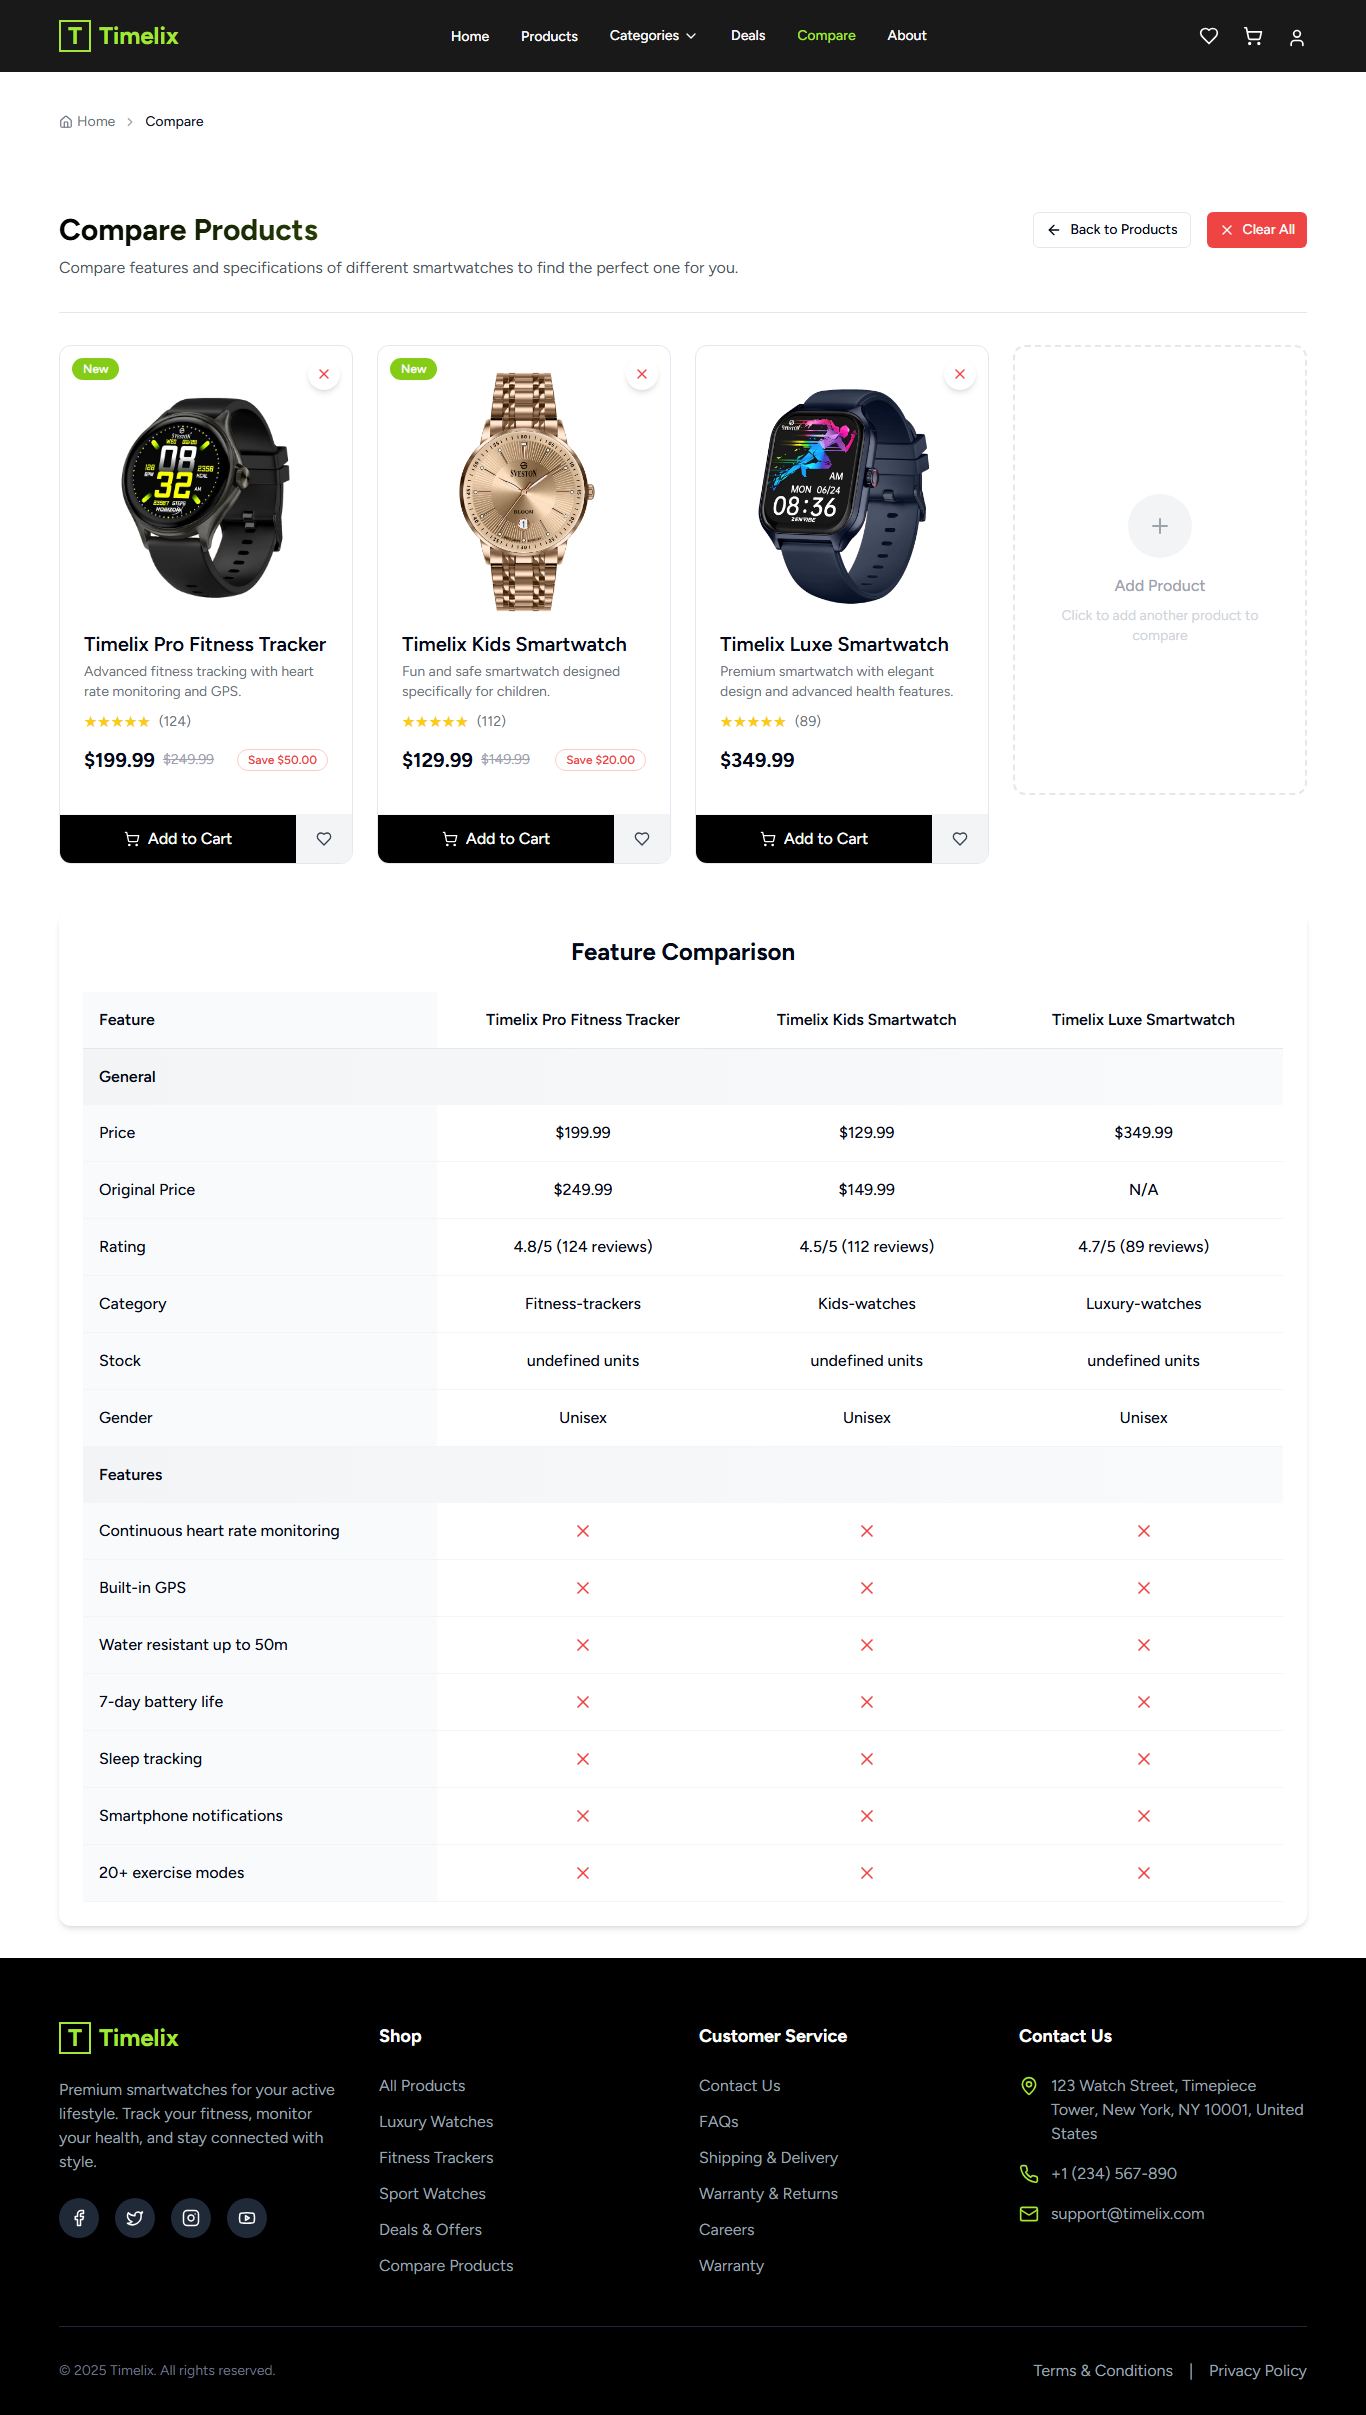 T Timelix
Home Products Categories Deals Compare About
Home Compare
Compare Products
Back to Products
Clear All
Compare features and specifications of different smartwatches to find the perfect one for you.
New
SVESTON
08
32
Timelix Pro Fitness Tracker
Advanced fitness tracking with heart
rate monitoring and GPS.
★★★★★ (124)
$199.99 $249.99 Save $50.00
Add to Cart
New
SVESTON
BLOOM
Timelix Kids Smartwatch
Fun and safe smartwatch designed
specifically for children.
★★★★★ (112)
$129.99 $149.99 Save $20.00
Add to Cart
AM
MON 06/24
08:36
ZENVIBE
Timelix Luxe Smartwatch
Premium smartwatch with elegant
design and advanced health features.
★★★★★ (89)
$349.99
Add to Cart
Add Product
Click to add another product to
compare
Feature Comparison
Feature Timelix Pro Fitness Tracker Timelix Kids Smartwatch Timelix Luxe Smartwatch
General
Price $199.99 $129.99 $349.99
Original Price $249.99 $149.99 N/A
Rating 4.8/5 (124 reviews) 4.5/5 (112 reviews) 4.7/5 (89 reviews)
Category Fitness-trackers Kids-watches Luxury-watches
Stock undefined units undefined units undefined units
Gender Unisex Unisex Unisex
Features
Continuous heart rate monitoring
Built-in GPS
Water resistant up to 50m
7-day battery life
Sleep tracking
Smartphone notifications
20+ exercise modes
T Timelix
Premium smartwatches for your active
lifestyle. Track your fitness, monitor
your health, and stay connected with
style.
Shop
All Products
Luxury Watches
Fitness Trackers
Sport Watches
Deals & Offers
Compare Products
Customer Service
Contact Us
FAQs
Shipping & Delivery
Warranty & Returns
Careers
Warranty
Contact Us
123 Watch Street, Timepiece
Tower, New York, NY 10001, United
States
+1 (234) 567-890
support@timelix.com
© 2025 Timelix. All rights reserved.
Terms & Conditions | Privacy Policy